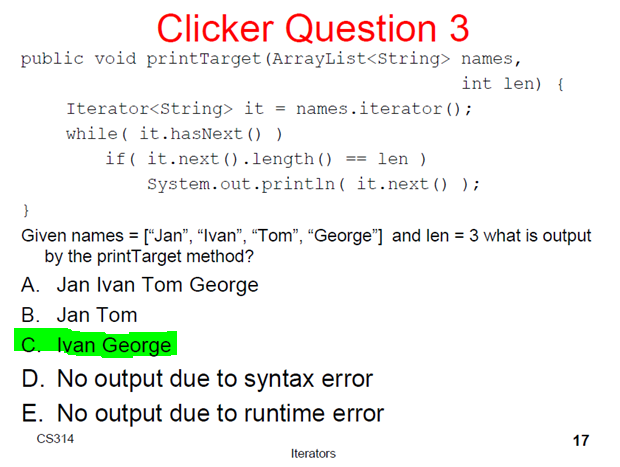 Clicker Question 3
public void printTarget(ArrayList<String> names,
int len) {
Iterator<String> it = names.iterator();
while( it.hasNext() )
if( it.next().length() == len )
System.out.println( it.next() );
}
Given names = [“Jan”, “Ivan”, “Tom”, “George”] and len = 3 what is output
by the printTarget method?
A. Jan Ivan Tom George
B. Jan Tom
C. Ivan George
D. No output due to syntax error
E. No output due to runtime error
CS314
Iterators
17